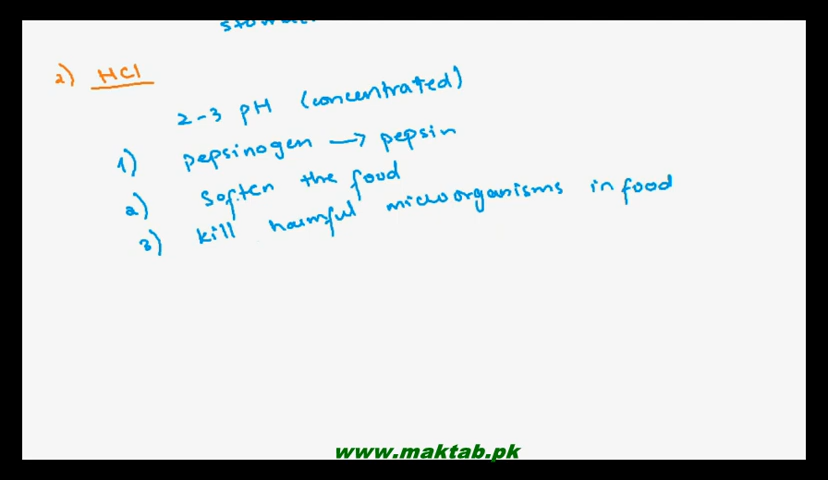 2) HCl
2-3 pH (concentrated)
1) pepsinogen → pepsin
2) soften the food
3) kill harmful microorganisms in food
www.maktab.pk